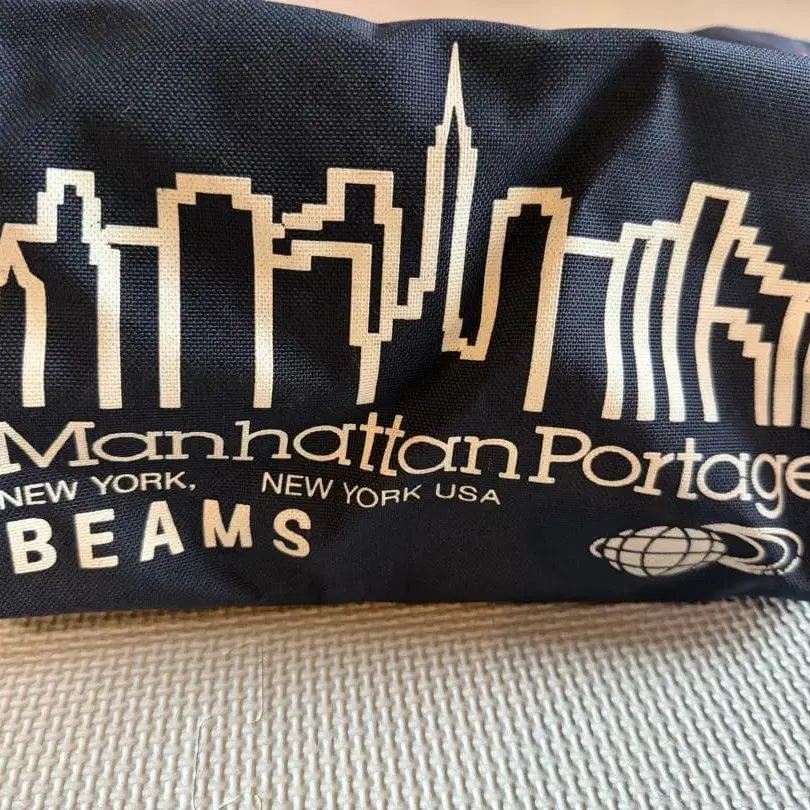 Manhattan Portage
NEW YORK, NEW YORK USA
BEAMS